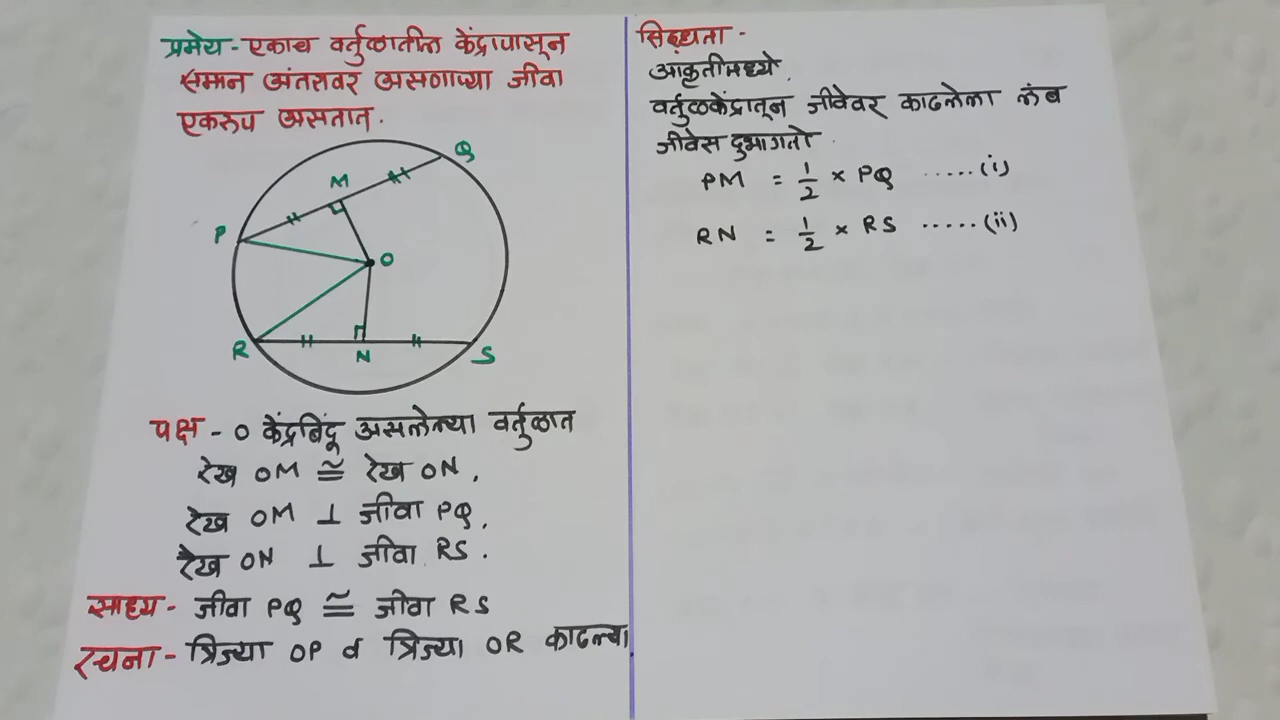 प्रमेय - एकाच वर्तुळातील केंद्रापासून
समान अंतरावर असणाऱ्या जीवा
एकरुप असतात.
Q
M
P
O
R
N
S
पक्ष - O केंद्रबिंदू असलेल्या वर्तुळात
रेख OM ≅ रेख ON.
रेख OM ⊥ जीवा PQ.
रेख ON ⊥ जीवा RS.
साध्य - जीवा PQ ≅ जीवा RS
रचना - त्रिज्या OP व त्रिज्या OR काढल्या
सिद्धता -
आकृतीमध्ये.
वर्तुळकेंद्रातून जीवेवर काढलेला लंब
जीवेस दुभागतो.
PM = 1/2 × PQ .....(i)
RN = 1/2 × RS .....(ii)